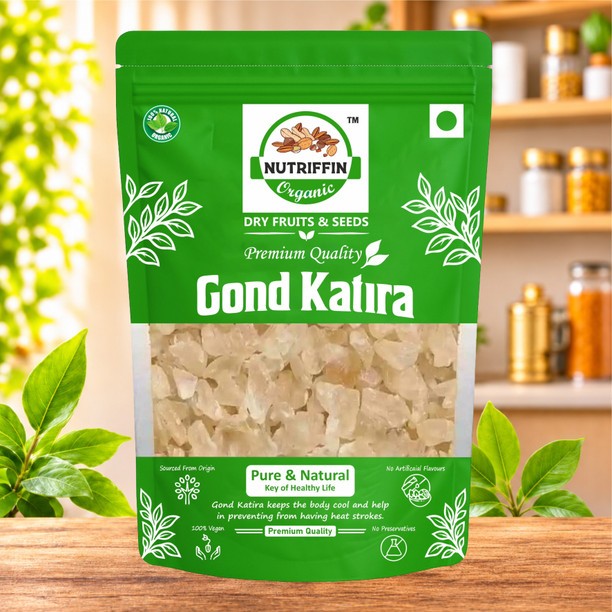 100% NATURAL
ORGANIC
TM
NUTRIFFIN
Organic
DRY FRUITS & SEEDS
Premium Quality
Gond Katira
Sourced From Origin
Pure & Natural
Key of Healthy Life
No Artificaial Flavours
Gond Katira keeps the body cool and help
in preventing from having heat strokes.
100% Vegan
Premium Quality
No Preservatives